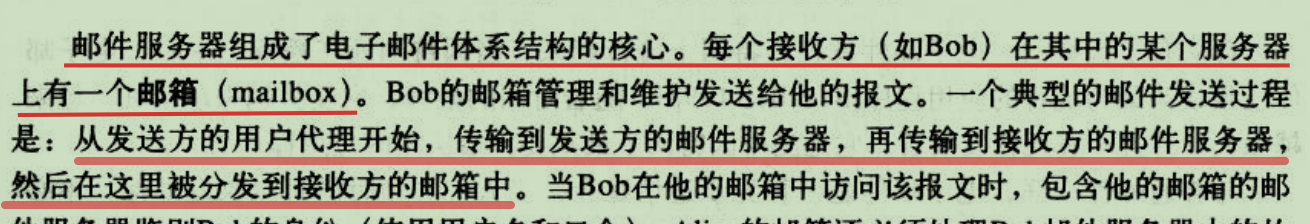 邮件服务器组成了电子邮件体系结构的核心。每个接收方（如Bob）在其中的某个服务器
上有一个邮箱（mailbox）。Bob的邮箱管理和维护发送给他的报文。一个典型的邮件发送过程
是：从发送方的用户代理开始，传输到发送方的邮件服务器，再传输到接收方的邮件服务器，
然后在这里被分发到接收方的邮箱中。当Bob在他的邮箱中访问该报文时，包含他的邮箱的邮